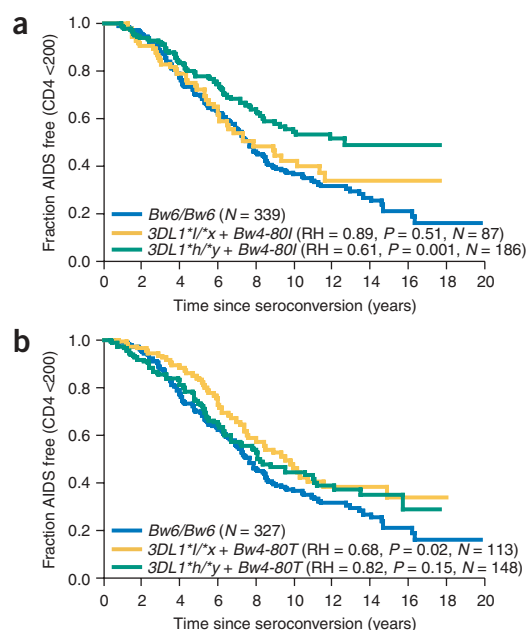 a
Fraction AIDS free (CD4 <200)
1.0
0.8
0.6
0.4
0.2
0.0
Bw6/Bw6 (N = 339)
3DL1*l/*x + Bw4-80I (RH = 0.89, P = 0.51, N = 87)
3DL1*h/*y + Bw4-80I (RH = 0.61, P = 0.001, N = 186)
0 2 4 6 8 10 12 14 16 18 20
Time since seroconversion (years)
b
Fraction AIDS free (CD4 <200)
1.0
0.8
0.6
0.4
0.2
0.0
Bw6/Bw6 (N = 327)
3DL1*l/*x + Bw4-80T (RH = 0.68, P = 0.02, N = 113)
3DL1*h/*y + Bw4-80T (RH = 0.82, P = 0.15, N = 148)
0 2 4 6 8 10 12 14 16 18 20
Time since seroconversion (years)